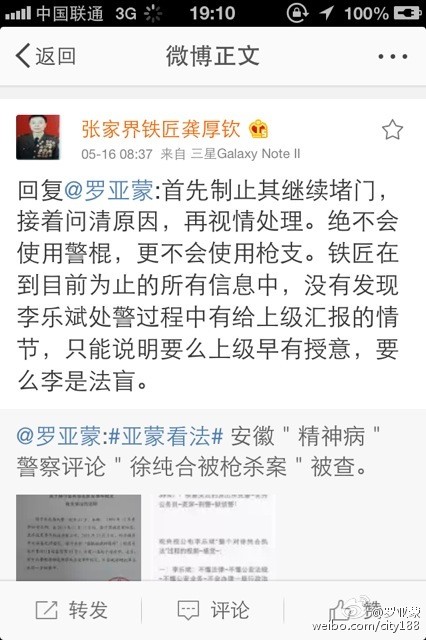 中国联通 3G 19:10 100%
返回 微博正文
张家界铁匠龚厚钦
05-16 08:37 来自 三星Galaxy Note II
回复@罗亚蒙:首先制止其继续堵门，
接着问清原因，再视情处理。绝不会
使用警棍，更不会使用枪支。铁匠在
到目前为止的所有信息中，没有发现
李乐斌处警过程中有给上级汇报的情
节，只能说明要么上级早有授意，要
么李是法盲。
@罗亚蒙:#亚蒙看法# 安徽＂精神病＂
警察评论＂徐纯合被枪杀案＂被查。
转发 评论 赞
@罗亚蒙
weibo.com/city188